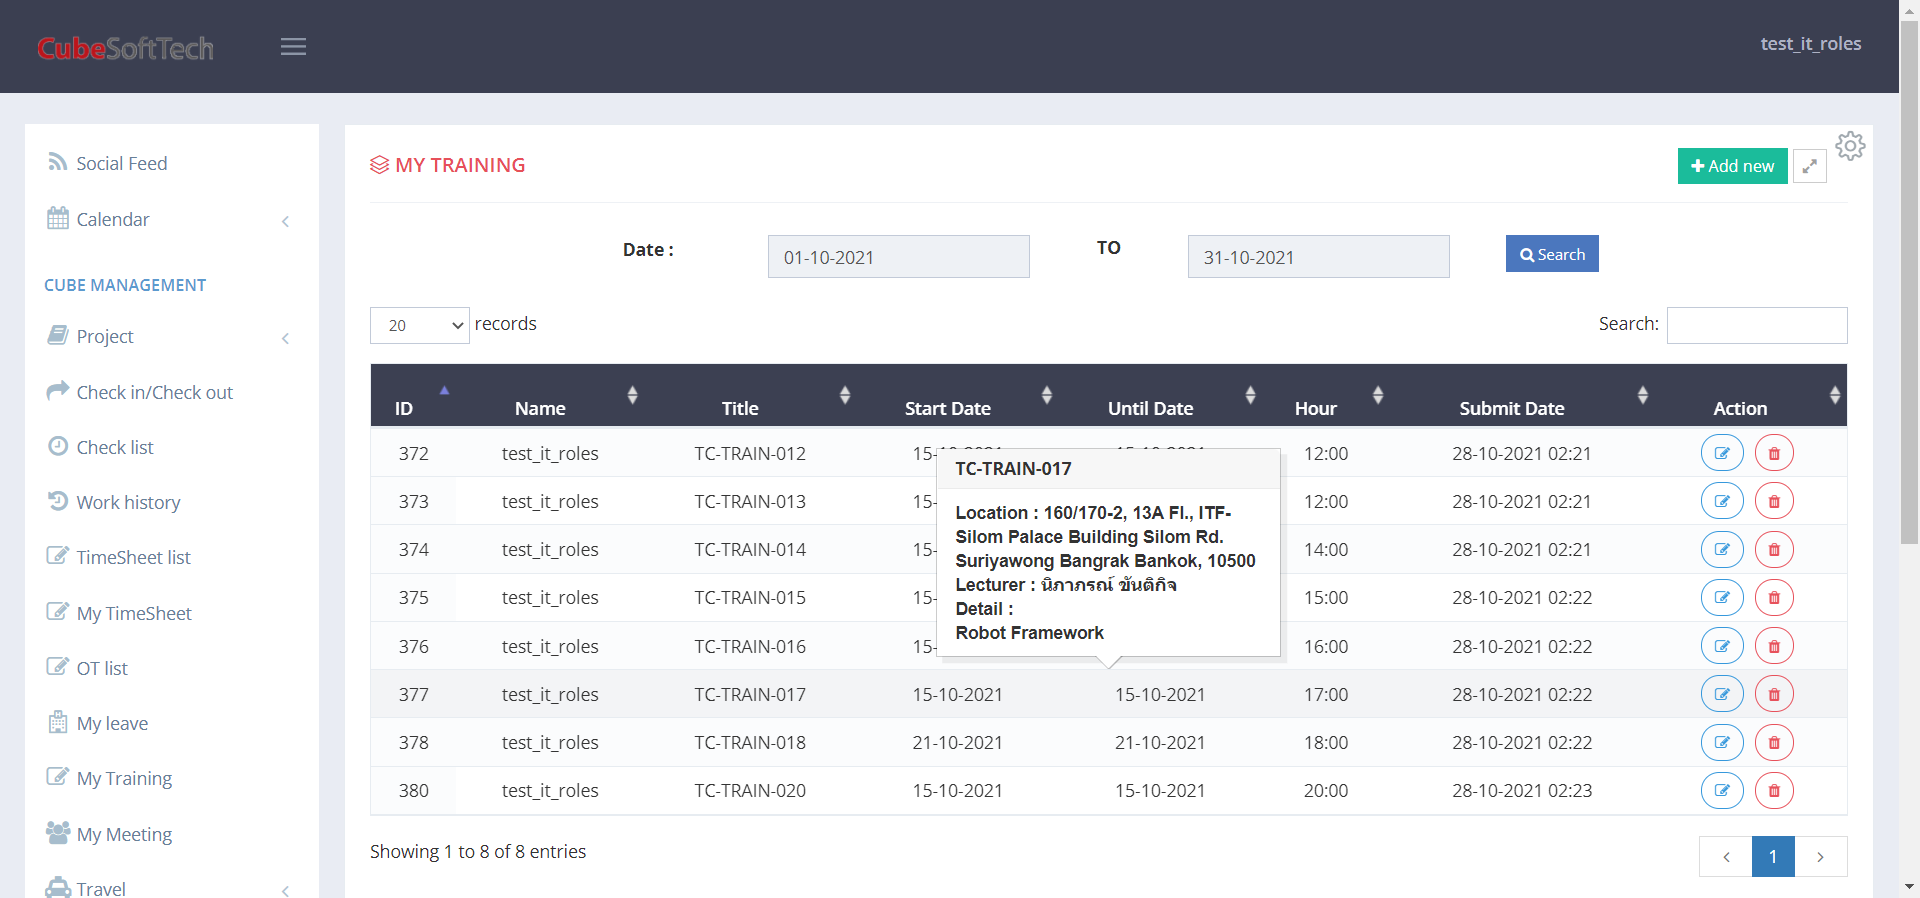 CubeSoftTech
test_it_roles
Social Feed
Calendar
CUBE MANAGEMENT
Project
Check in/Check out
Check list
Work history
TimeSheet list
My TimeSheet
OT list
My leave
My Training
My Meeting
Travel
MY TRAINING
Add new
Date :
01-10-2021
TO
31-10-2021
Search
20 records
Search:
ID Name Title Start Date Until Date Hour Submit Date Action
372 test_it_roles TC-TRAIN-012 15- 12:00 28-10-2021 02:21
373 test_it_roles TC-TRAIN-013 15- 12:00 28-10-2021 02:21
374 test_it_roles TC-TRAIN-014 15- 14:00 28-10-2021 02:21
375 test_it_roles TC-TRAIN-015 15- 15:00 28-10-2021 02:22
376 test_it_roles TC-TRAIN-016 15- 16:00 28-10-2021 02:22
377 test_it_roles TC-TRAIN-017 15-10-2021 15-10-2021 17:00 28-10-2021 02:22
378 test_it_roles TC-TRAIN-018 21-10-2021 21-10-2021 18:00 28-10-2021 02:22
380 test_it_roles TC-TRAIN-020 15-10-2021 15-10-2021 20:00 28-10-2021 02:23
TC-TRAIN-017
Location : 160/170-2, 13A Fl., ITF-
Silom Palace Building Silom Rd.
Suriyawong Bangrak Bankok, 10500
Lecturer : นิภาภรณ์ ขันติกิจ
Detail :
Robot Framework
Showing 1 to 8 of 8 entries
1